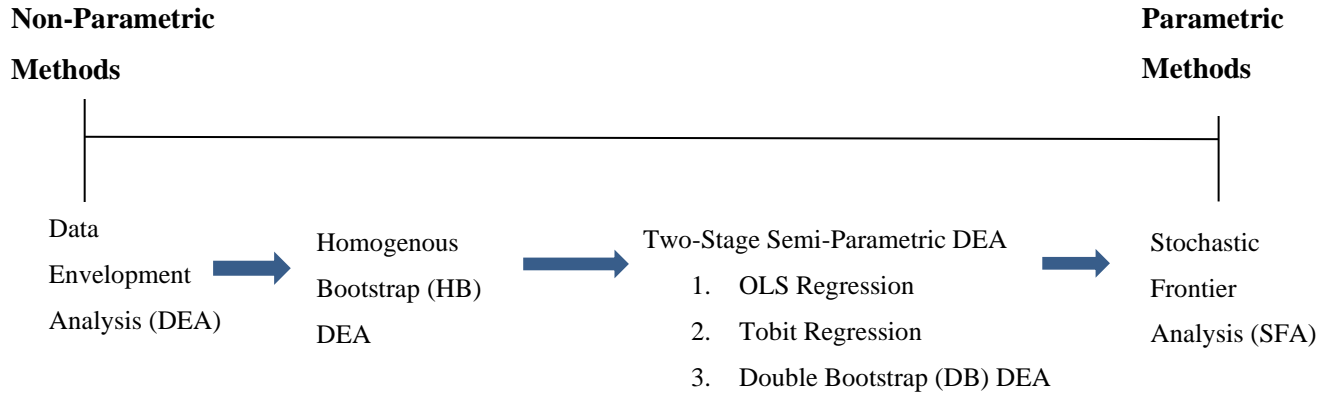 Non-Parametric
Methods
Parametric
Methods
Data
Envelopment
Analysis (DEA)
Homogenous
Bootstrap (HB)
DEA
Two-Stage Semi-Parametric DEA
1. OLS Regression
2. Tobit Regression
3. Double Bootstrap (DB) DEA
Stochastic
Frontier
Analysis (SFA)